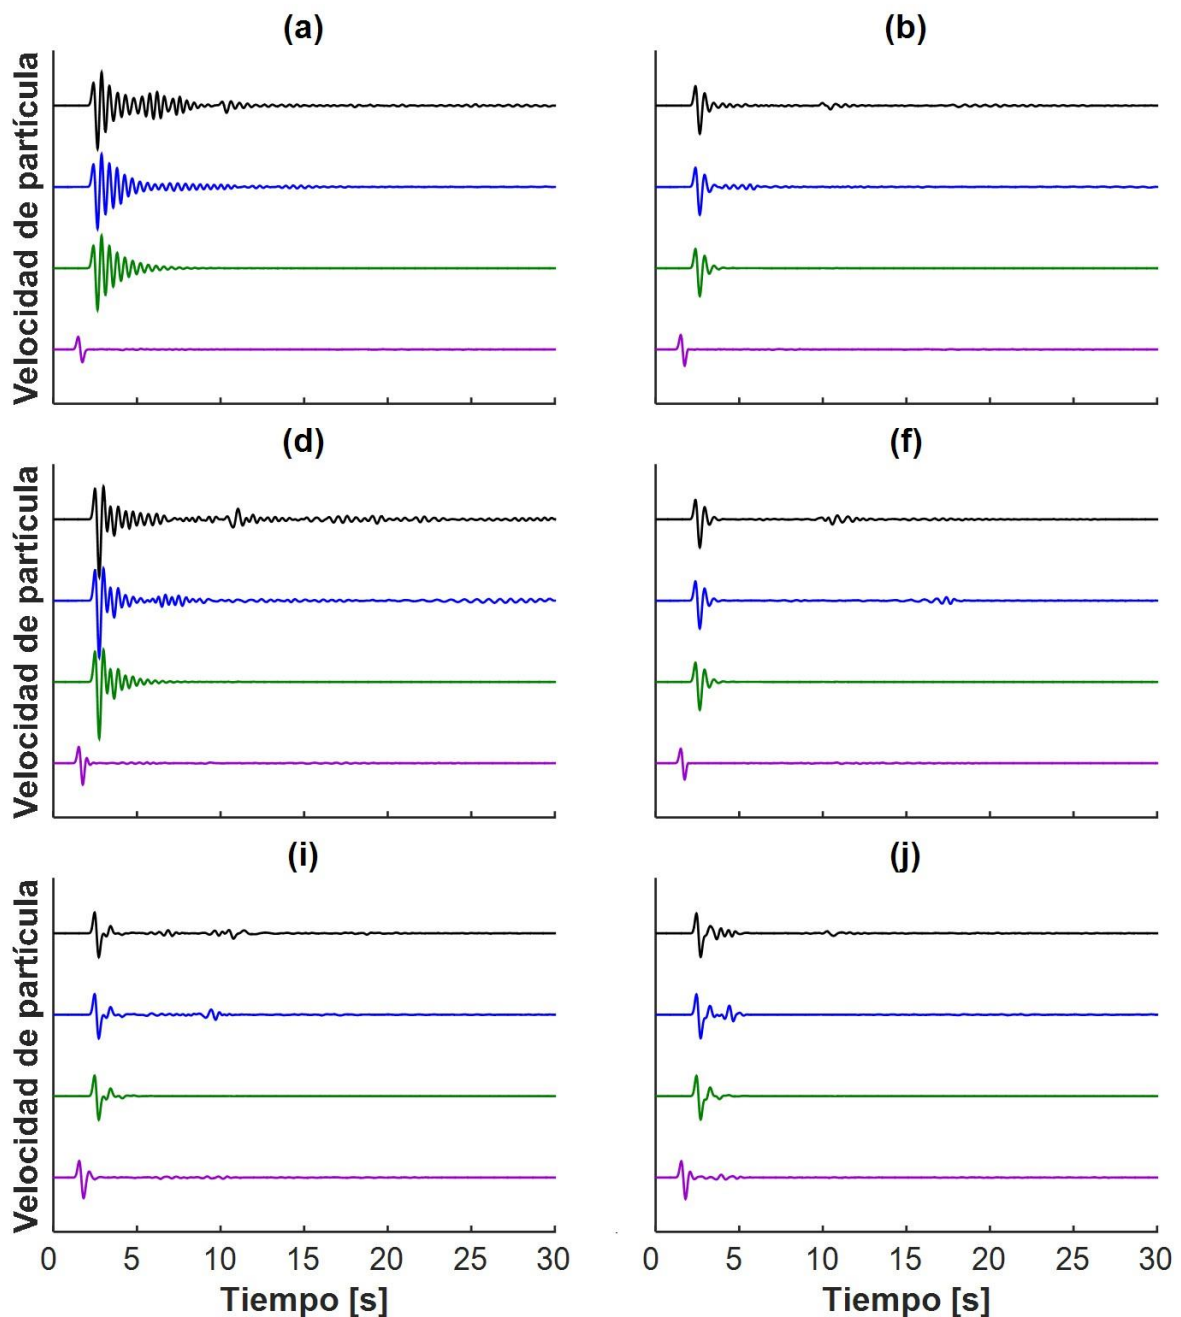 (a)
(b)
Velocidad de partícula
(d)
(f)
Velocidad de partícula
(i)
(j)
Velocidad de partícula
0 5 10 15 20 25 30
0 5 10 15 20 25 30
Tiempo [s]
Tiempo [s]